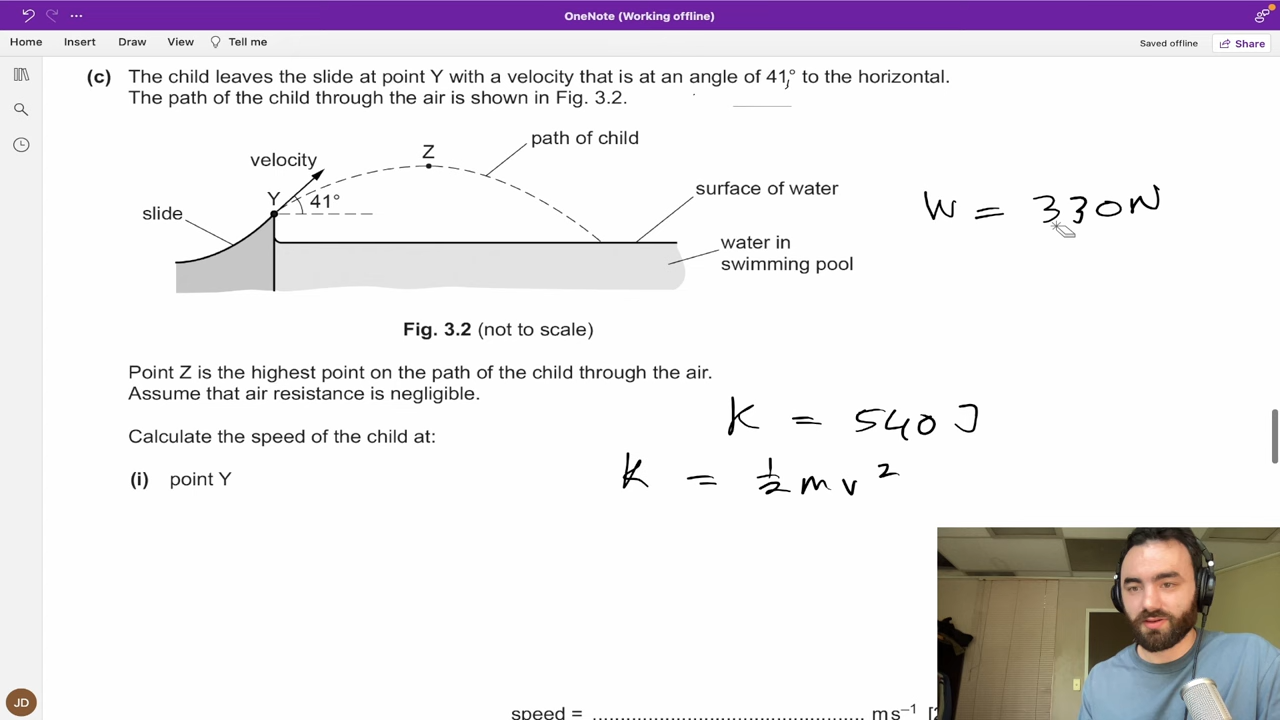 OneNote (Working offline)
Home Insert Draw View Tell me
Saved offline
Share
(c) The child leaves the slide at point Y with a velocity that is at an angle of 41° to the horizontal.
The path of the child through the air is shown in Fig. 3.2.
path of child
Z
velocity
Y
41°
surface of water
slide
water in
swimming pool
W = 330N
Fig. 3.2 (not to scale)
Point Z is the highest point on the path of the child through the air.
Assume that air resistance is negligible.
K = 540 J
Calculate the speed of the child at:
(i) point Y
K = ½mv²
speed = ................................................ m s⁻¹
JD